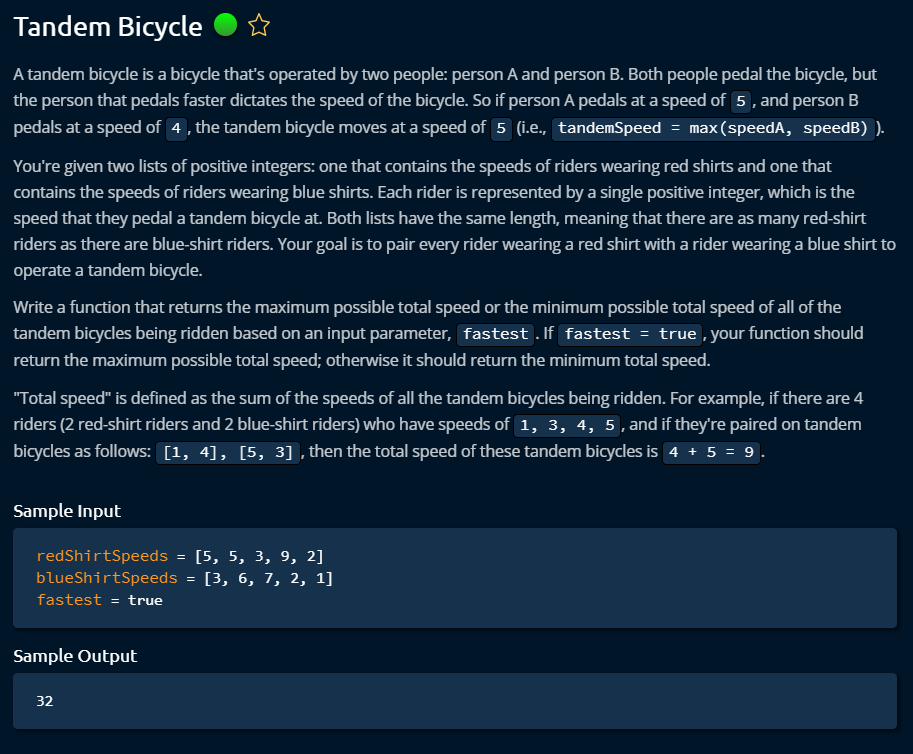 Tandem Bicycle
A tandem bicycle is a bicycle that's operated by two people: person A and person B. Both people pedal the bicycle, but
the person that pedals faster dictates the speed of the bicycle. So if person A pedals at a speed of 5, and person B
pedals at a speed of 4, the tandem bicycle moves at a speed of 5 (i.e., tandemSpeed = max(speedA, speedB)).
You're given two lists of positive integers: one that contains the speeds of riders wearing red shirts and one that
contains the speeds of riders wearing blue shirts. Each rider is represented by a single positive integer, which is the
speed that they pedal a tandem bicycle at. Both lists have the same length, meaning that there are as many red-shirt
riders as there are blue-shirt riders. Your goal is to pair every rider wearing a red shirt with a rider wearing a blue shirt to
operate a tandem bicycle.
Write a function that returns the maximum possible total speed or the minimum possible total speed of all of the
tandem bicycles being ridden based on an input parameter, fastest. If fastest = true, your function should
return the maximum possible total speed; otherwise it should return the minimum total speed.
"Total speed" is defined as the sum of the speeds of all the tandem bicycles being ridden. For example, if there are 4
riders (2 red-shirt riders and 2 blue-shirt riders) who have speeds of 1, 3, 4, 5, and if they're paired on tandem
bicycles as follows: [1, 4], [5, 3], then the total speed of these tandem bicycles is 4 + 5 = 9.
Sample Input
redShirtSpeeds = [5, 5, 3, 9, 2]
blueShirtSpeeds = [3, 6, 7, 2, 1]
fastest = true
Sample Output
32